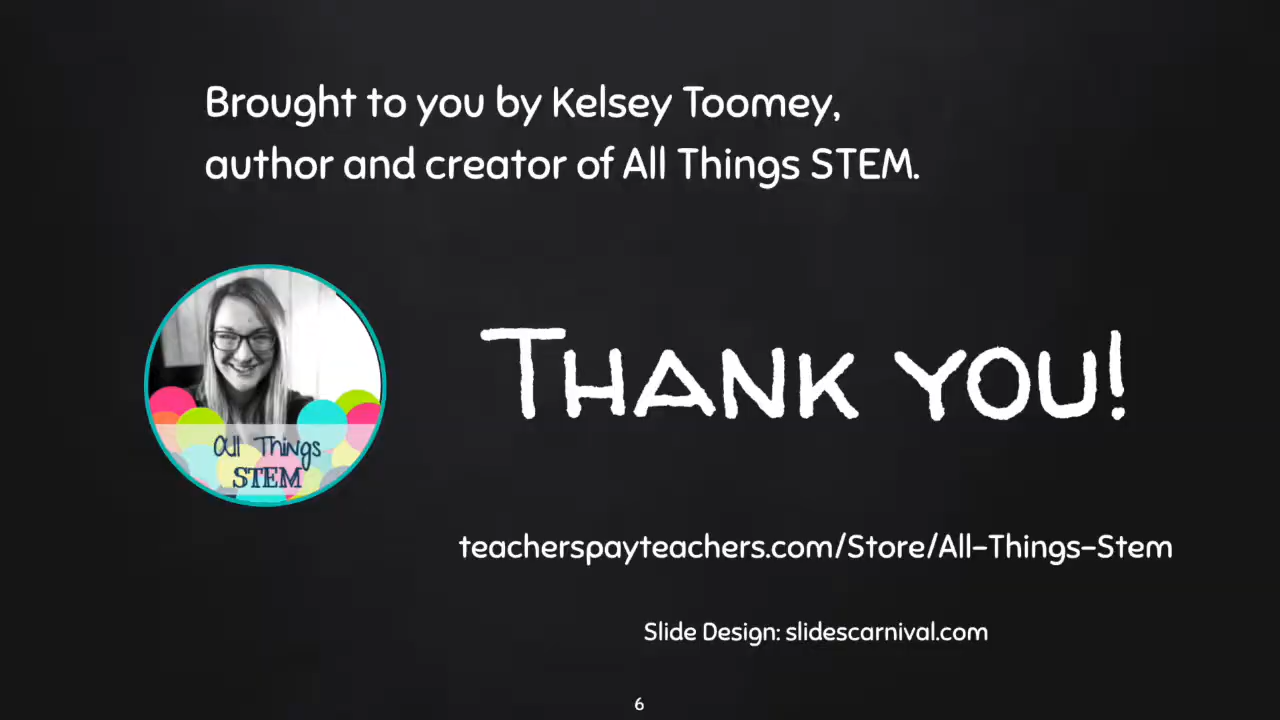 Brought to you by Kelsey Toomey,
author and creator of All Things STEM.
All Things
STEM
Thank you!
teacherspayteachers.com/Store/All-Things-Stem
Slide Design: slidescarnival.com
6